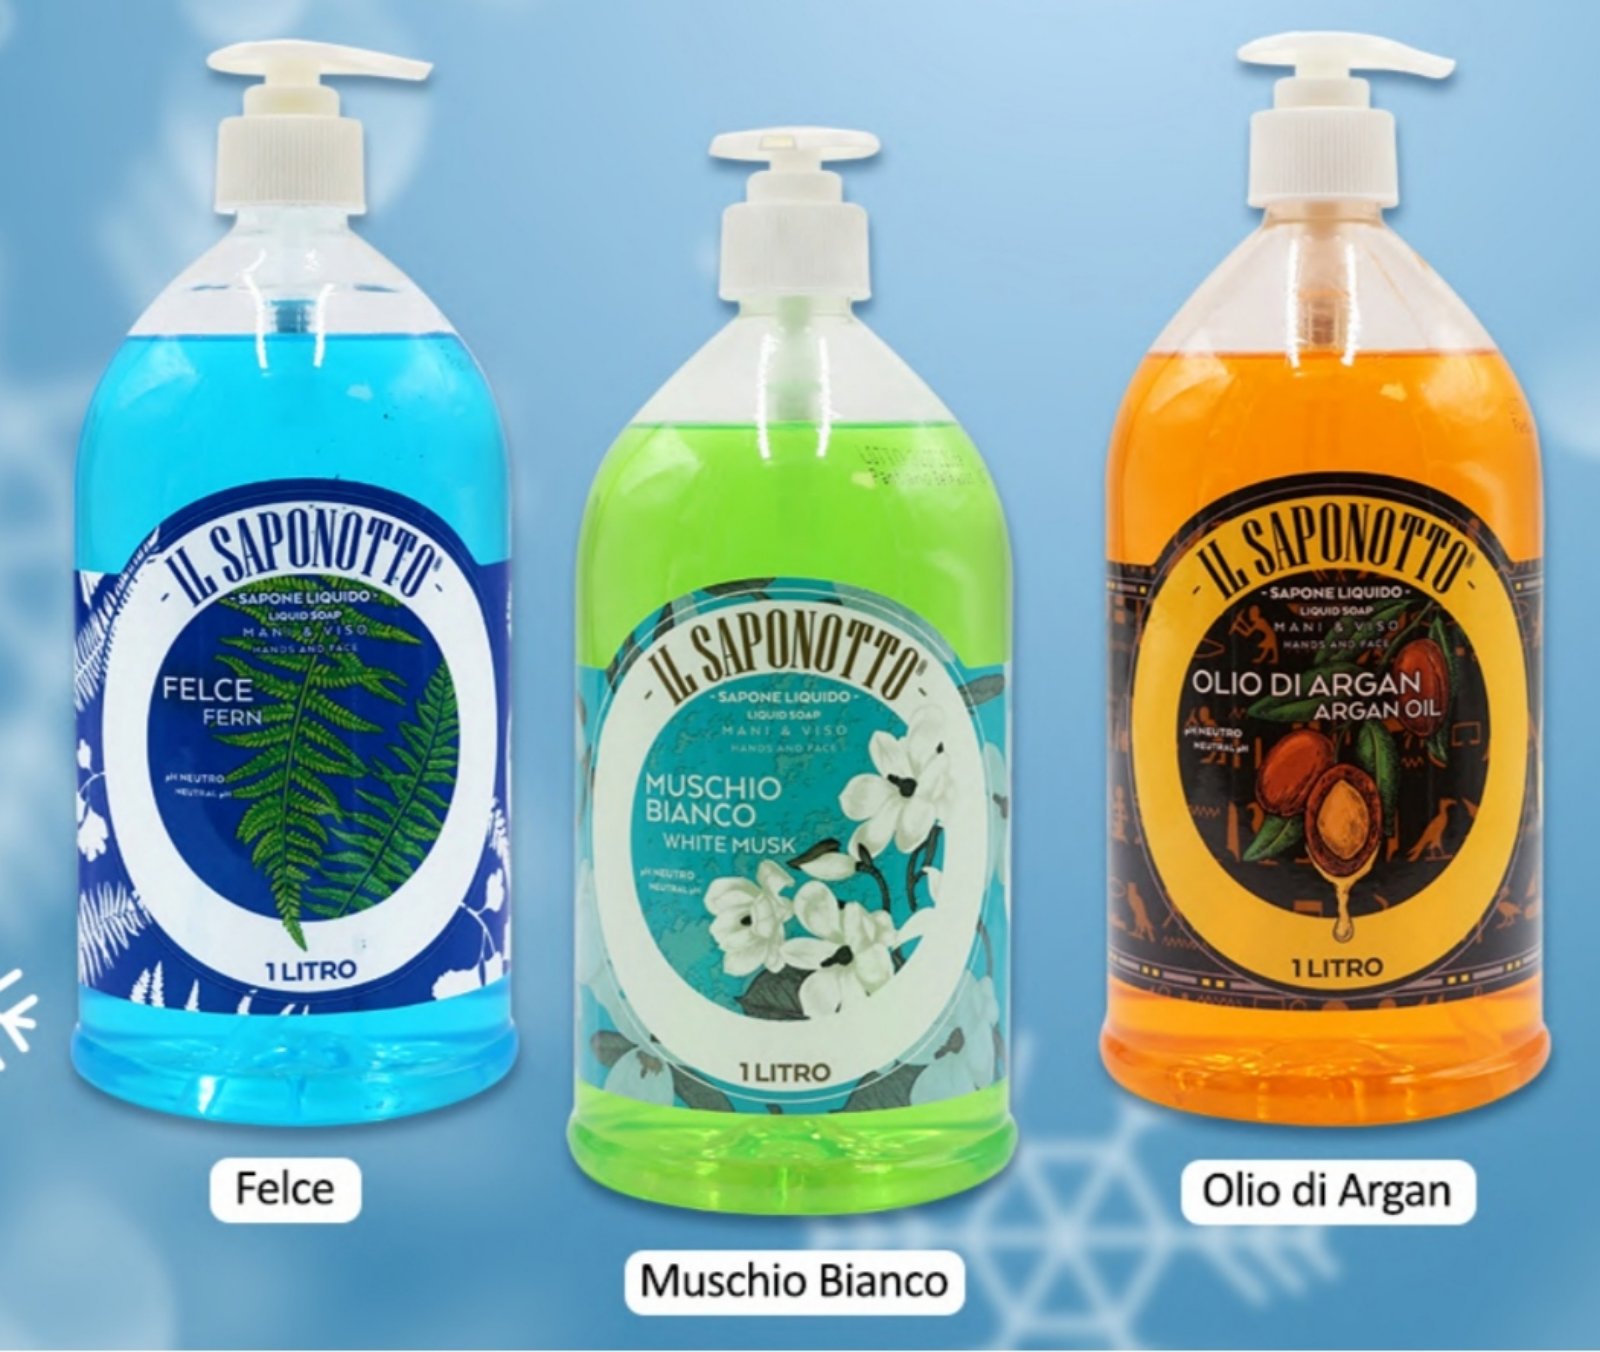 IL SAPONOTTO®
- SAPONE LIQUIDO -
LIQUID SOAP
MANI & VISO
HANDS AND FACE
FELCE
FERN
pH NEUTRO
NEUTRAL pH
1 LITRO
Felce
IL SAPONOTTO®
- SAPONE LIQUIDO -
LIQUID SOAP
MANI & VISO
HANDS AND FACE
MUSCHIO
BIANCO
WHITE MUSK
pH NEUTRO
NEUTRAL pH
1 LITRO
Muschio Bianco
IL SAPONOTTO®
- SAPONE LIQUIDO -
LIQUID SOAP
MANI & VISO
HANDS AND FACE
OLIO DI ARGAN
ARGAN OIL
pH NEUTRO
NEUTRAL pH
1 LITRO
Olio di Argan